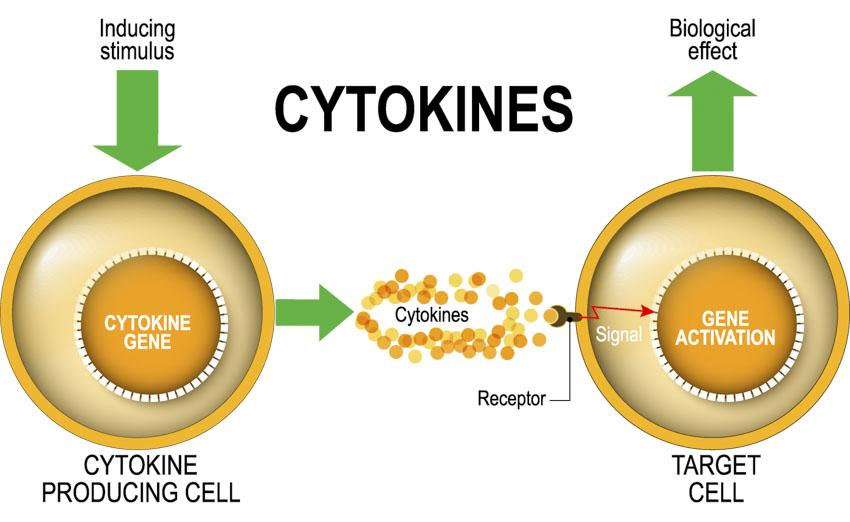 Inducing
stimulus
Biological
effect
CYTOKINES
CYTOKINE
GENE
Cytokines
Signal
GENE
ACTIVATION
Receptor
CYTOKINE
PRODUCING CELL
TARGET
CELL